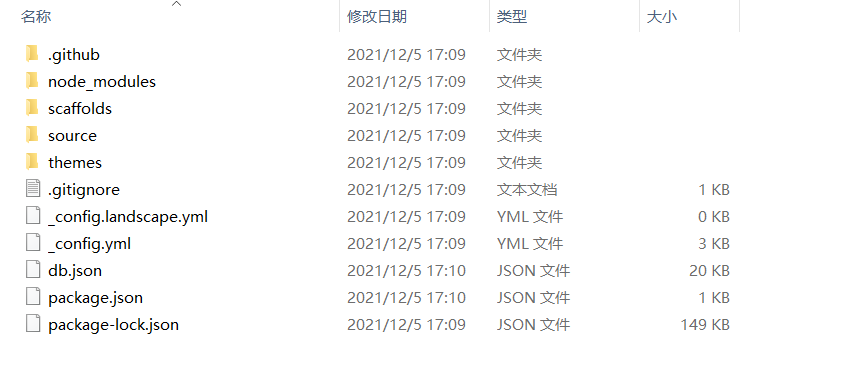 名称 修改日期 类型 大小
.github 2021/12/5 17:09 文件夹
node_modules 2021/12/5 17:09 文件夹
scaffolds 2021/12/5 17:09 文件夹
source 2021/12/5 17:09 文件夹
themes 2021/12/5 17:09 文件夹
.gitignore 2021/12/5 17:09 文本文档 1 KB
_config.landscape.yml 2021/12/5 17:09 YML 文件 0 KB
_config.yml 2021/12/5 17:09 YML 文件 3 KB
db.json 2021/12/5 17:10 JSON 文件 20 KB
package.json 2021/12/5 17:10 JSON 文件 1 KB
package-lock.json 2021/12/5 17:09 JSON 文件 149 KB